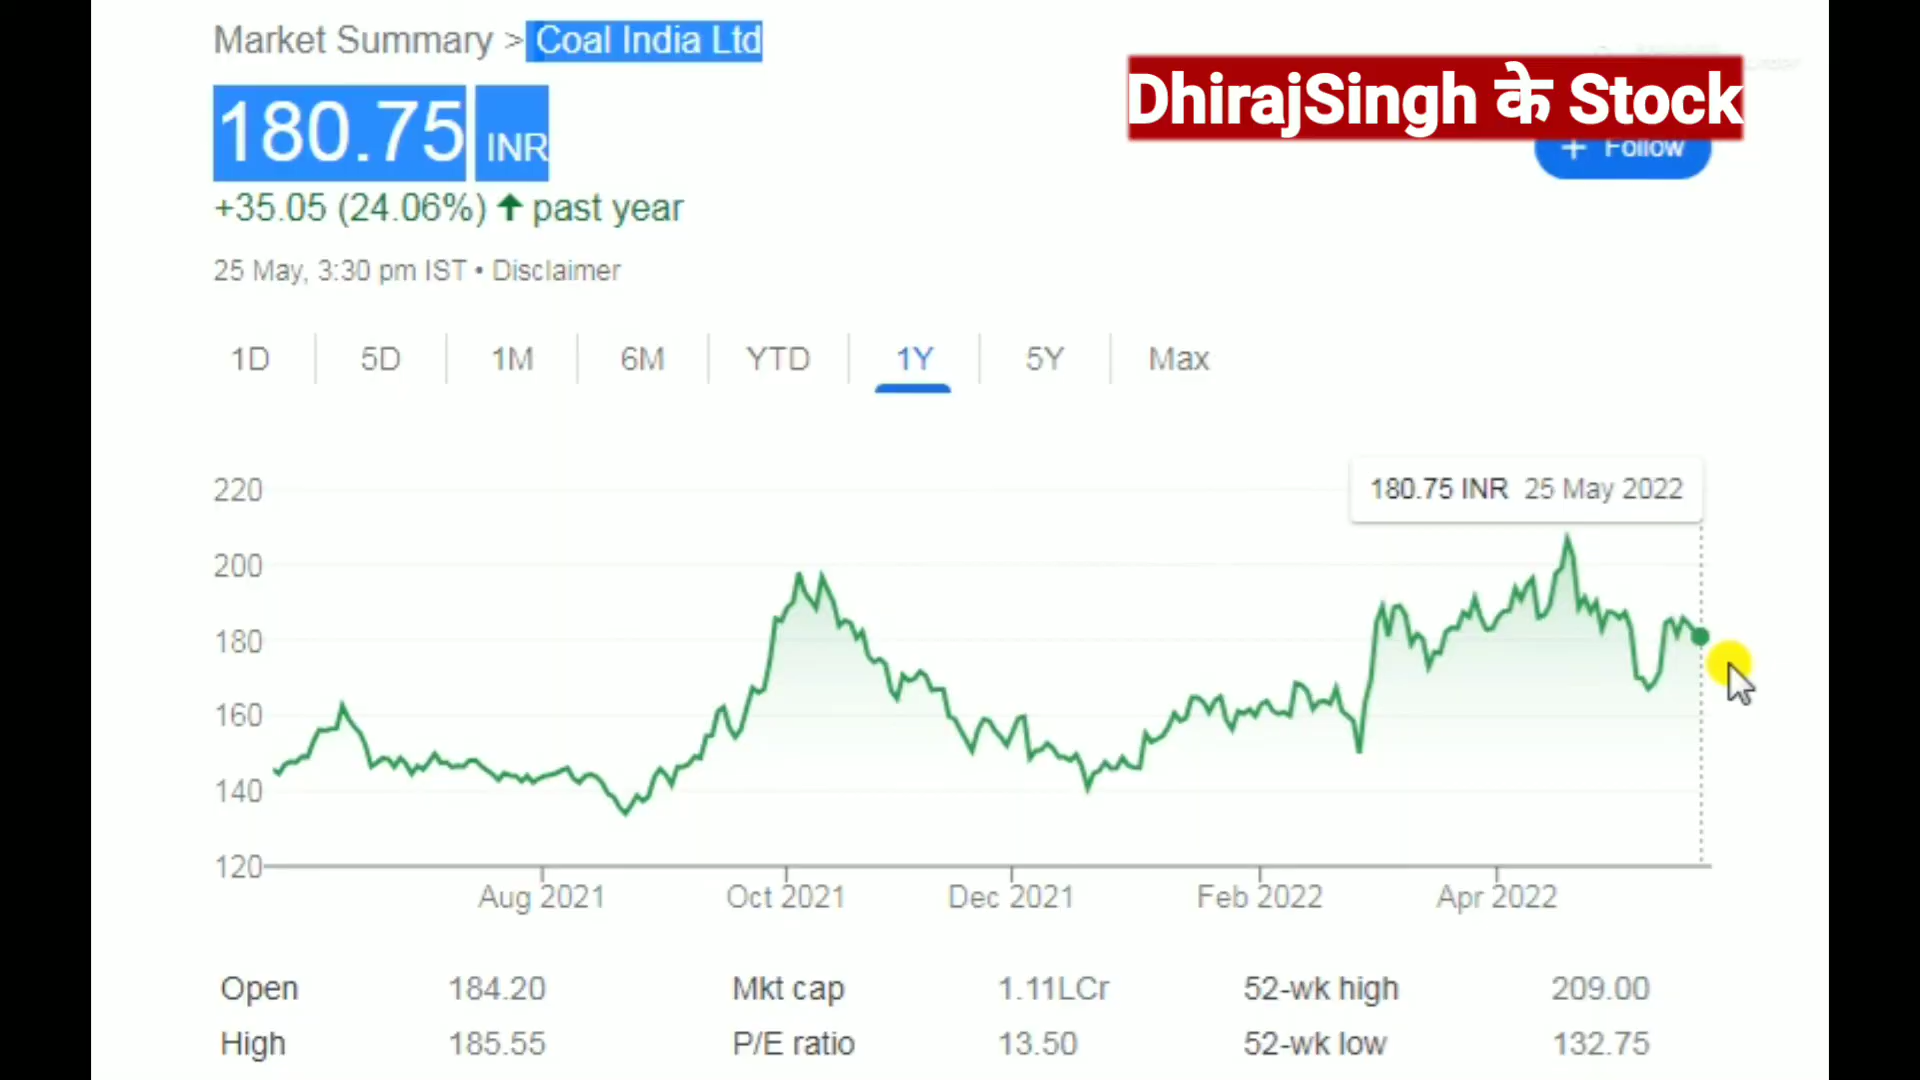 Market Summary > Coal India Ltd
DhirajSingh के Stock
180.75 INR
+ Follow
+35.05 (24.06%) ↑ past year
25 May, 3:30 pm IST • Disclaimer
1D 5D 1M 6M YTD 1Y 5Y Max
180.75 INR 25 May 2022
220
200
180
160
140
120
Aug 2021 Oct 2021 Dec 2021 Feb 2022 Apr 2022
Open 184.20 Mkt cap 1.11LCr 52-wk high 209.00
High 185.55 P/E ratio 13.50 52-wk low 132.75